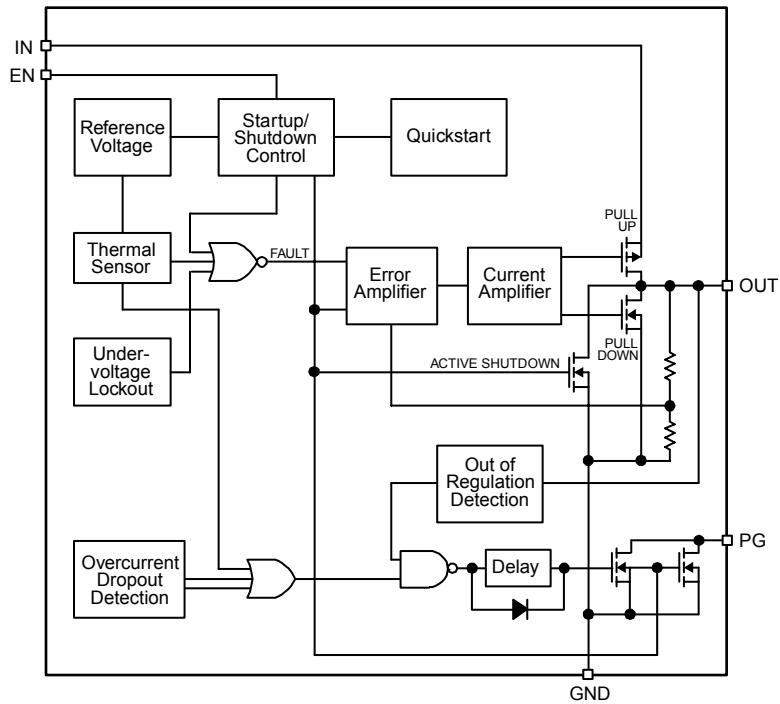 IN
EN
Reference
Voltage
Startup/
Shutdown
Control
Quickstart
PULL
UP
Thermal
Sensor
FAULT
Error
Amplifier
Current
Amplifier
OUT
Under-
voltage
Lockout
ACTIVE SHUTDOWN
PULL
DOWN
Out of
Regulation
Detection
PG
Overcurrent
Dropout
Detection
Delay
GND